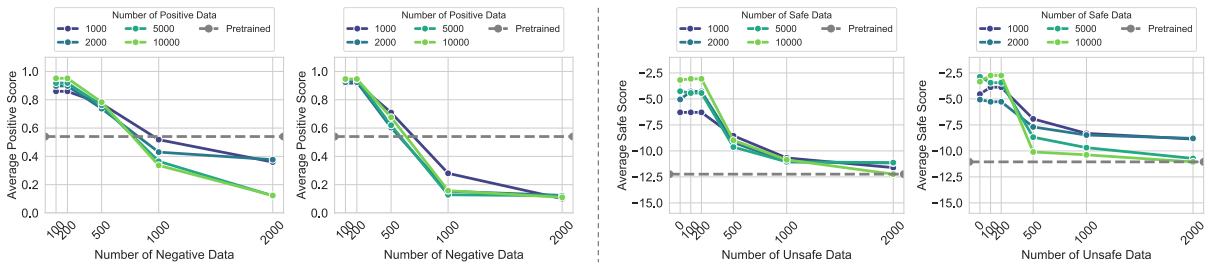 Number of Positive Data
1000 5000 Pretrained
2000 10000
Average Positive Score
1.0
0.8
0.6
0.4
0.2
0.0
100 200 500 1000 2000
Number of Negative Data
Number of Positive Data
1000 5000 Pretrained
2000 10000
Average Positive Score
1.0
0.8
0.6
0.4
0.2
0.0
100 200 500 1000 2000
Number of Negative Data
Number of Safe Data
1000 5000 Pretrained
2000 10000
Average Safe Score
−2.5
−5.0
−7.5
−10.0
−12.5
−15.0
0 100 200 500 1000 2000
Number of Unsafe Data
Number of Safe Data
1000 5000 Pretrained
2000 10000
Average Safe Score
−2.5
−5.0
−7.5
−10.0
−12.5
−15.0
0 100 200 500 1000 2000
Number of Unsafe Data